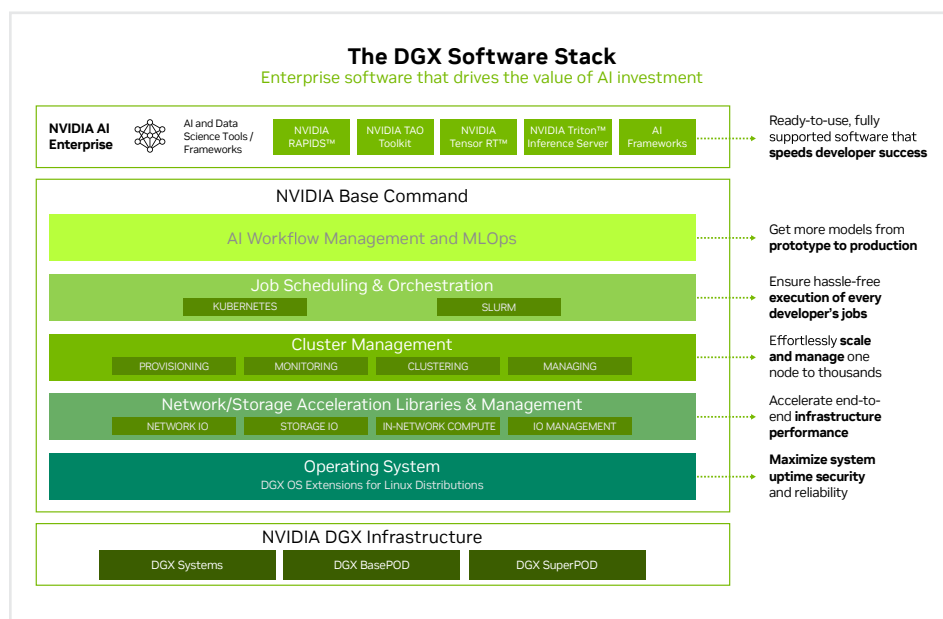 The DGX Software Stack
Enterprise software that drives the value of AI investment
NVIDIA AI
Enterprise
AI and Data
Science Tools /
Frameworks
NVIDIA
RAPIDS™
NVIDIA TAO
Toolkit
NVIDIA
Tensor RT™
NVIDIA Triton™
Inference Server
AI
Frameworks
Ready-to-use, fully
supported software that
speeds developer success
NVIDIA Base Command
AI Workflow Management and MLOps
Get more models from
prototype to production
Job Scheduling & Orchestration
KUBERNETES
SLURM
Ensure hassle-free
execution of every
developer's jobs
Cluster Management
PROVISIONING
MONITORING
CLUSTERING
MANAGING
Effortlessly scale
and manage one
node to thousands
Network/Storage Acceleration Libraries & Management
NETWORK IO
STORAGE IO
IN-NETWORK COMPUTE
IO MANAGEMENT
Accelerate end-to-
end infrastructure
performance
Operating System
DGX OS Extensions for Linux Distributions
Maximize system
uptime security
and reliability
NVIDIA DGX Infrastructure
DGX Systems
DGX BasePOD
DGX SuperPOD